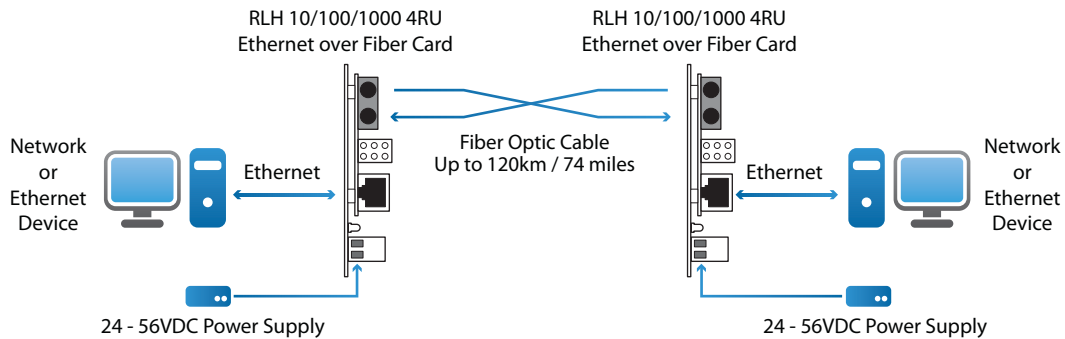 RLH 10/100/1000 4RU
Ethernet over Fiber Card
RLH 10/100/1000 4RU
Ethernet over Fiber Card
Fiber Optic Cable
Up to 120km / 74 miles
Network
or
Ethernet
Device
Ethernet
Ethernet
Network
or
Ethernet
Device
24 - 56VDC Power Supply
24 - 56VDC Power Supply